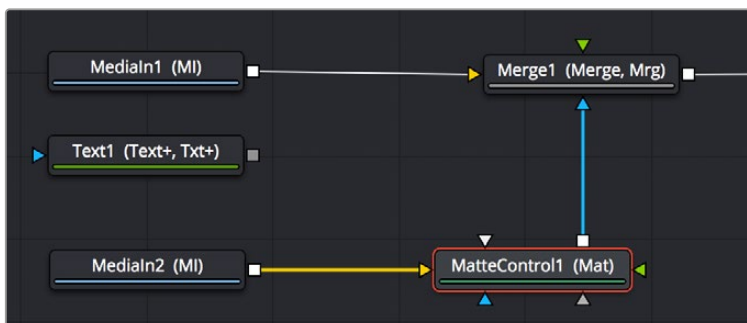 MediaIn1 (MI)
Merge1 (Merge, Mrg)
Text1 (Text+, Txt+)
MediaIn2 (MI)
MatteControl1 (Mat)